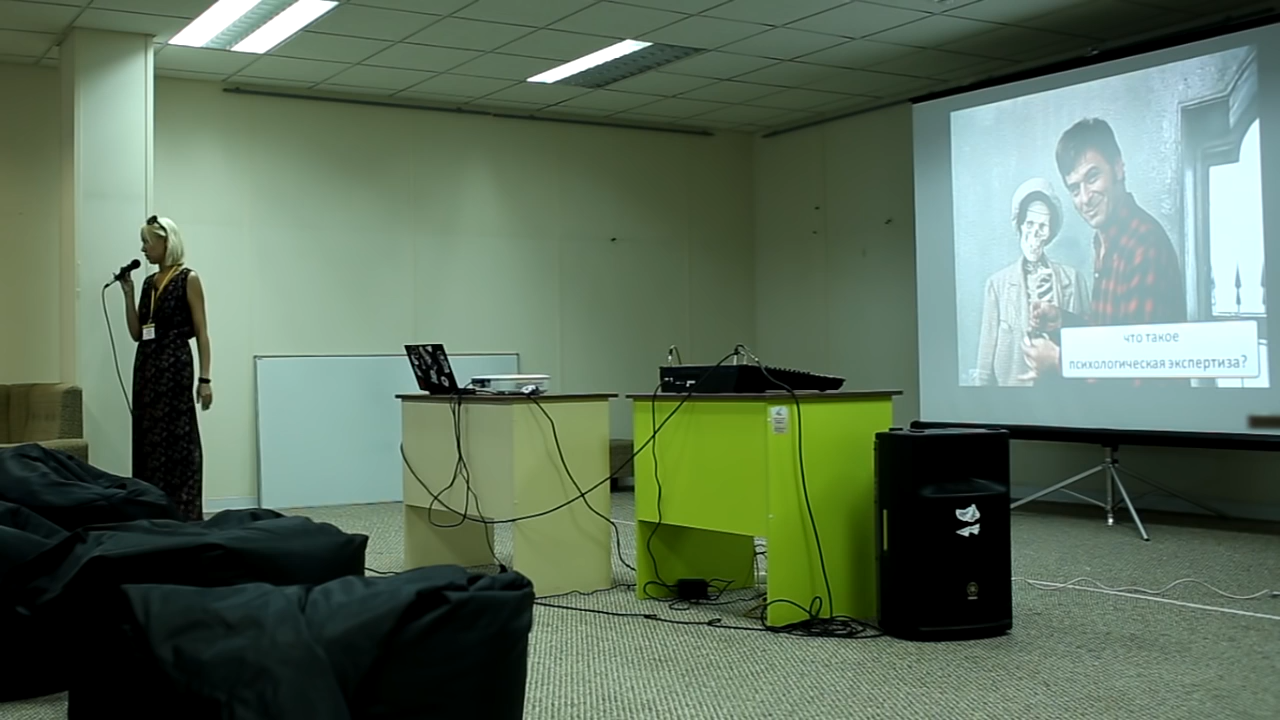 что такое
психологическая экспертиза?